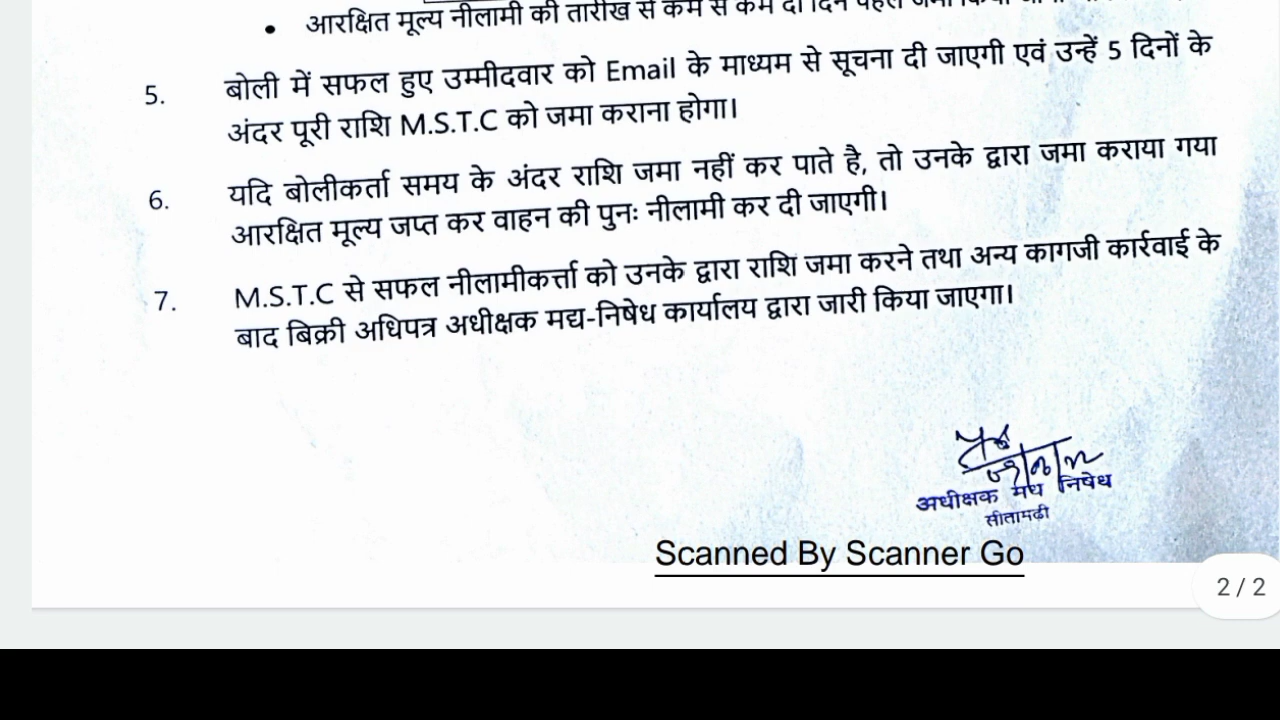 • आरक्षित मूल्य नीलामी की तारीख से कम से कम दो दिन पहले जमा किया
5. बोली में सफल हुए उम्मीदवार को Email के माध्यम से सूचना दी जाएगी एवं उन्हें 5 दिनों के
अंदर पूरी राशि M.S.T.C को जमा कराना होगा।
6. यदि बोलीकर्ता समय के अंदर राशि जमा नहीं कर पाते है, तो उनके द्वारा जमा कराया गया
आरक्षित मूल्य जप्त कर वाहन की पुनः नीलामी कर दी जाएगी।
7. M.S.T.C से सफल नीलामीकर्त्ता को उनके द्वारा राशि जमा करने तथा अन्य कागजी कार्रवाई के
बाद बिक्री अधिपत्र अधीक्षक मद्य-निषेध कार्यालय द्वारा जारी किया जाएगा।
अधीक्षक मध निषेध
सीतामढ़ी
Scanned By Scanner Go
2 / 2